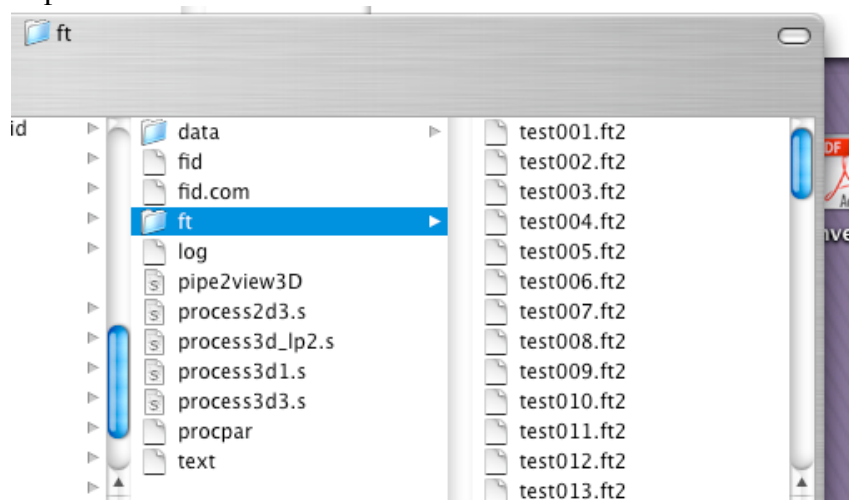 ft
id
data
fid
fid.com
ft
log
pipe2view3D
process2d3.s
process3d_lp2.s
process3d1.s
process3d3.s
procpar
text
test001.ft2
test002.ft2
test003.ft2
test004.ft2
test005.ft2
test006.ft2
test007.ft2
test008.ft2
test009.ft2
test010.ft2
test011.ft2
test012.ft2
test013.ft2
DF